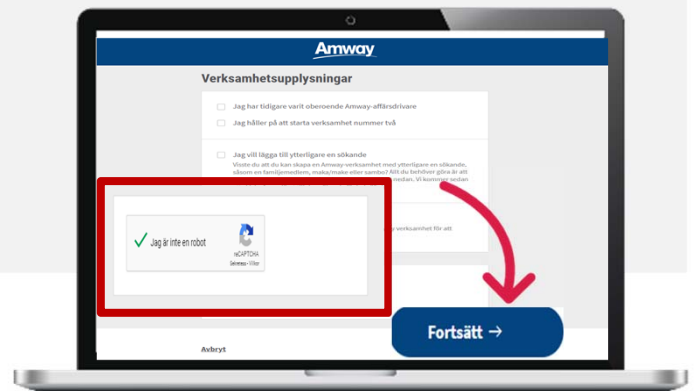 Amway
Verksamhetsupplysningar
Jag har tidigare varit oberoende Amway-affärsdrivare
Jag håller på att starta verksamhet nummer två
Jag vill lägga till ytterligare en sökande
Visste du att du kan skapa en Amway-verksamhet med ytterligare en sökande,
såsom en familjemedlem, maka/make eller sambo? Allt du behöver göra är att
nedan. Vi kommer sedan
verksamhet för att
Jag är inte en robot
reCAPTCHA
Sekretess - Villkor
Fortsätt →
Avbryt